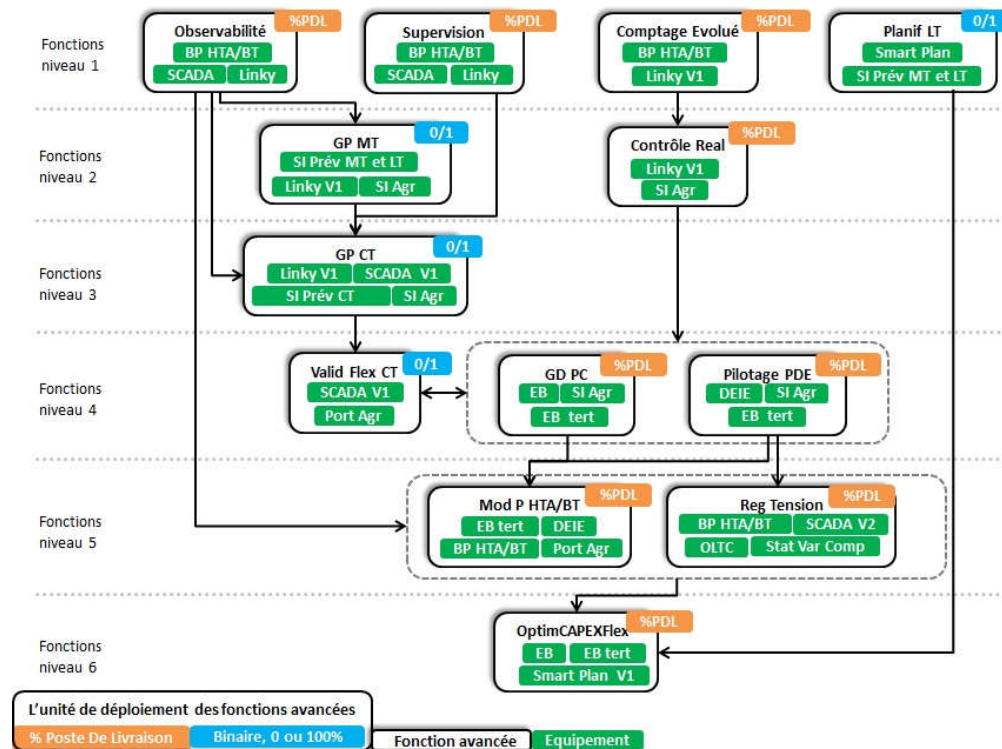 Fonctions
niveau 1
Observabilité
%PDL
BP HTA/BT
SCADA
Linky
Supervision
%PDL
BP HTA/BT
SCADA
Linky
Comptage Evolué
%PDL
BP HTA/BT
Linky V1
Planif LT
0/1
Smart Plan
SI Prév MT et LT
Fonctions
niveau 2
GP MT
0/1
SI Prév MT et LT
Linky V1
SI Agr
Contrôle Real
%PDL
Linky V1
SI Agr
Fonctions
niveau 3
GP CT
0/1
Linky V1
SCADA V1
SI Prév CT
SI Agr
Fonctions
niveau 4
Valid Flex CT
0/1
SCADA V1
Port Agr
GD PC
%PDL
EB
SI Agr
EB tert
Pilotage PDE
%PDL
DEIE
SI Agr
EB tert
Fonctions
niveau 5
Mod P HTA/BT
%PDL
EB tert
DEIE
BP HTA/BT
Port Agr
Reg Tension
%PDL
BP HTA/BT
SCADA V2
OLTC
Stat Var Comp
Fonctions
niveau 6
OptimCAPEXFlex
%PDL
EB
EB tert
Smart Plan V1
L'unité de déploiement des fonctions avancées
% Poste De Livraison
Binaire, 0 ou 100%
Fonction avancée
Equipement